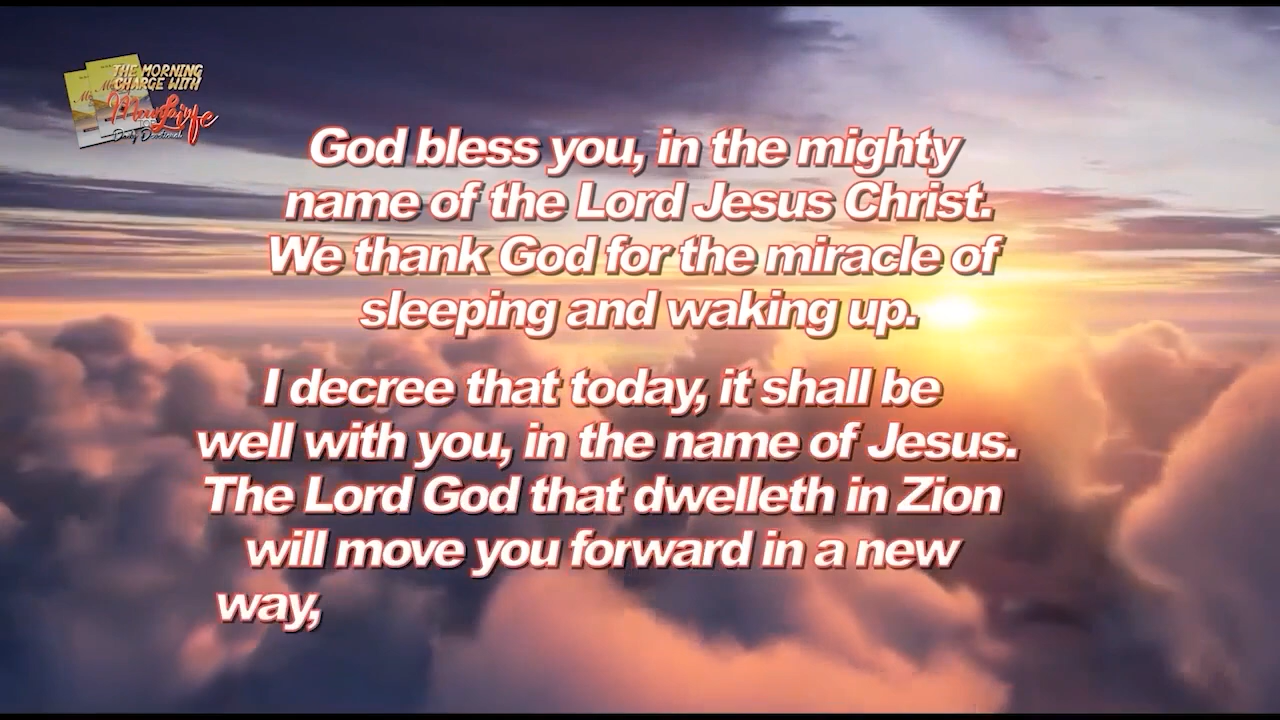 THE MORNING
CHARGE WITH
Daily Devotional
God bless you, in the mighty
name of the Lord Jesus Christ.
We thank God for the miracle of
sleeping and waking up.
I decree that today, it shall be
well with you, in the name of Jesus.
The Lord God that dwelleth in Zion
will move you forward in a new
way,